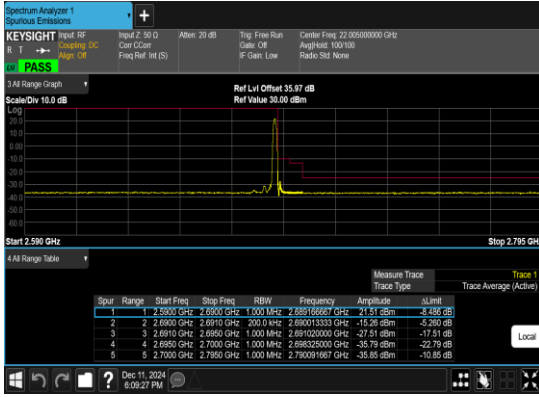 Spectrum Analyzer 1
Spurious Emissions
+
KEYSIGHT Input: RF Input Z: 50 Ω Atten: 20 dB Trig: Free Run Center Freq: 22.005000000 GHz
R T Coupling: DC Corr CCorr Gate: Off Avg|Hold: 100/100
Align: Off Freq Ref: Int (S) IF Gain: Low Radio Std: None
PASS
3 All Range Graph
Ref Lvl Offset 35.97 dB
Scale/Div 10.0 dB Ref Value 30.00 dBm
Log
20.0
10.0
0.00
-10.0
-20.0
-30.0
-40.0
-50.0
-60.0
Start 2.590 GHz Stop 2.795 GH
4 All Range Table
Measure Trace Trace 1
Trace Type Trace Average (Active)
Spur Range Start Freq Stop Freq RBW Frequency Amplitude ΔLimit
1 1 2.5900 GHz 2.6900 GHz 1.000 MHz 2.689166667 GHz 21.51 dBm -8.486 dB
2 2 2.6900 GHz 2.6910 GHz 200.0 kHz 2.690013333 GHz -15.26 dBm -5.260 dB
3 3 2.6910 GHz 2.6950 GHz 1.000 MHz 2.691020000 GHz -27.51 dBm -17.51 dB
4 4 2.6950 GHz 2.7000 GHz 1.000 MHz 2.698325000 GHz -35.79 dBm -22.79 dB
5 5 2.7000 GHz 2.7950 GHz 1.000 MHz 2.790091667 GHz -35.85 dBm -10.85 dB
Local
?
Dec 11, 2024
6:09:27 PM